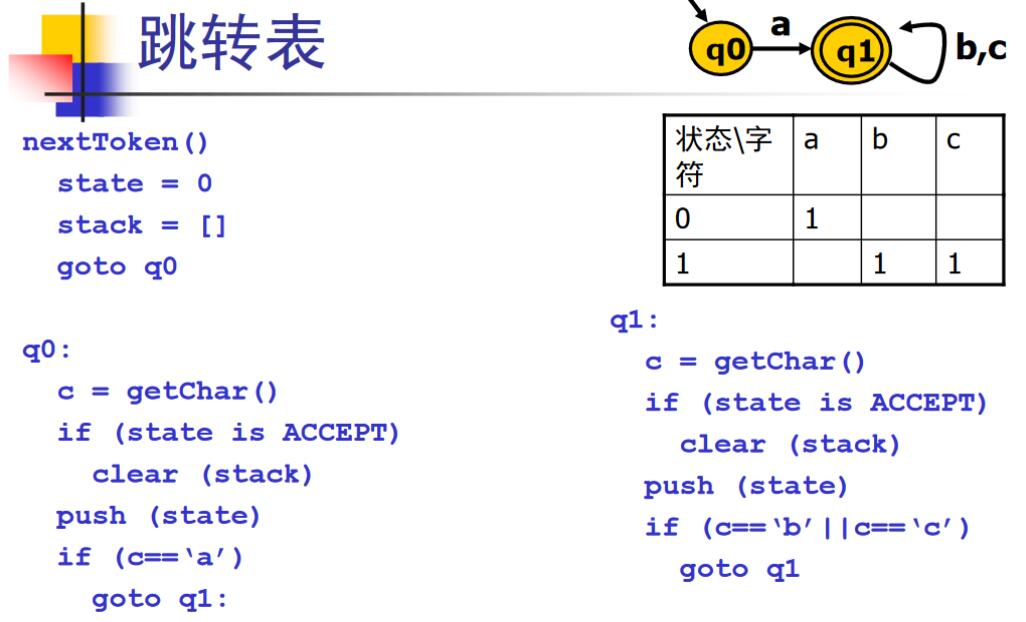 跳转表
q0
a
q1
b,c
状态\字符 a b c
0 1
1 1 1
nextToken()
state = 0
stack = []
goto q0
q0:
c = getChar()
if (state is ACCEPT)
clear (stack)
push (state)
if (c==‘a’)
goto q1:
q1:
c = getChar()
if (state is ACCEPT)
clear (stack)
push (state)
if (c==‘b’||c==‘c’)
goto q1